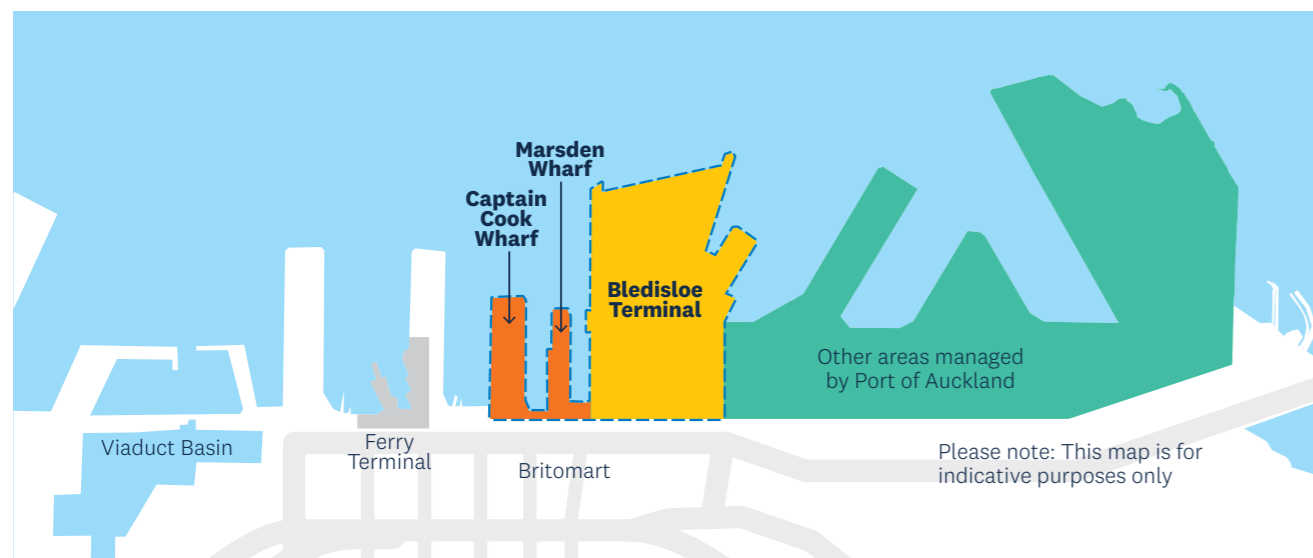 Marsden
Wharf
Captain
Cook
Wharf
Bledisloe
Terminal
Other areas managed
by Port of Auckland
Viaduct Basin
Ferry
Terminal
Britomart
Please note: This map is for
indicative purposes only